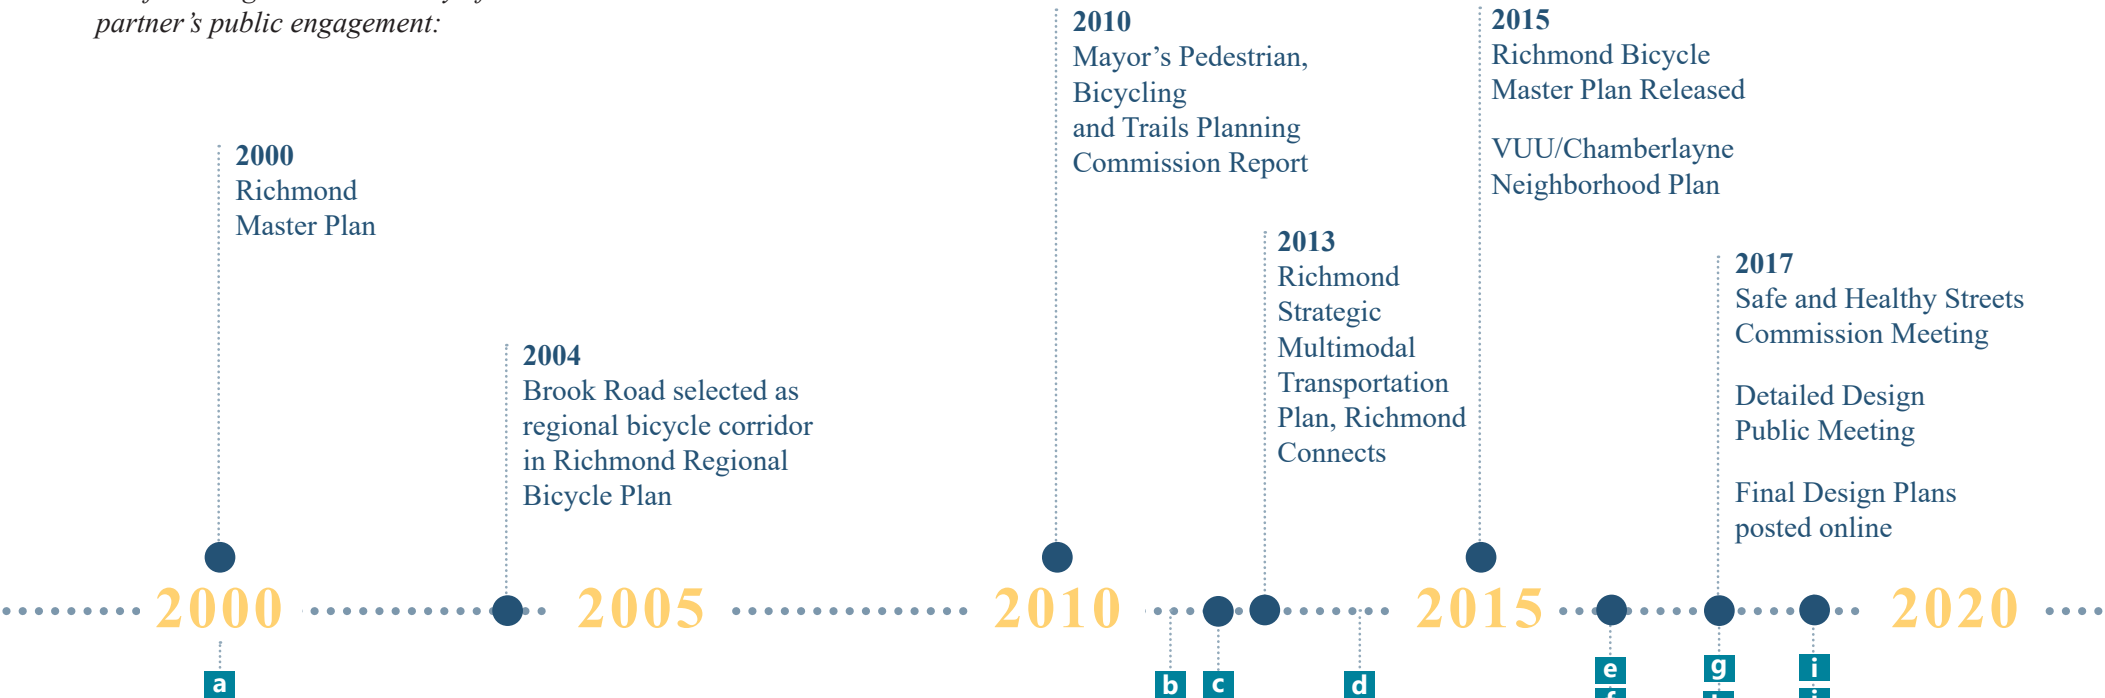 partner's public engagement:
2000
Richmond
Master Plan
2004
Brook Road selected as
regional bicycle corridor
in Richmond Regional
Bicycle Plan
2010
Mayor's Pedestrian,
Bicycling
and Trails Planning
Commission Report
2013
Richmond
Strategic
Multimodal
Transportation
Plan, Richmond
Connects
2015
Richmond Bicycle
Master Plan Released
VUU/Chamberlayne
Neighborhood Plan
2017
Safe and Healthy Streets
Commission Meeting
Detailed Design
Public Meeting
Final Design Plans
posted online
2000 2005 2010 2015 2020
a b c d e g i